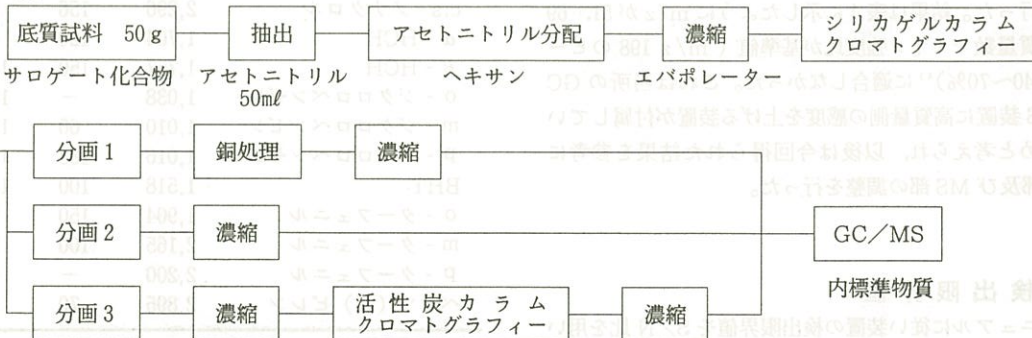 底質試料 50g
抽出
アセトニトリル分配
濃縮
シリカゲルカラム
クロマトグラフィー
サロゲート化合物
アセトニトリル
50mℓ
ヘキサン
エバポレーター
分画1
銅処理
濃縮
分画2
濃縮
GC/MS
内標準物質
分画3
濃縮
活性炭カラム
クロマトグラフィー
濃縮